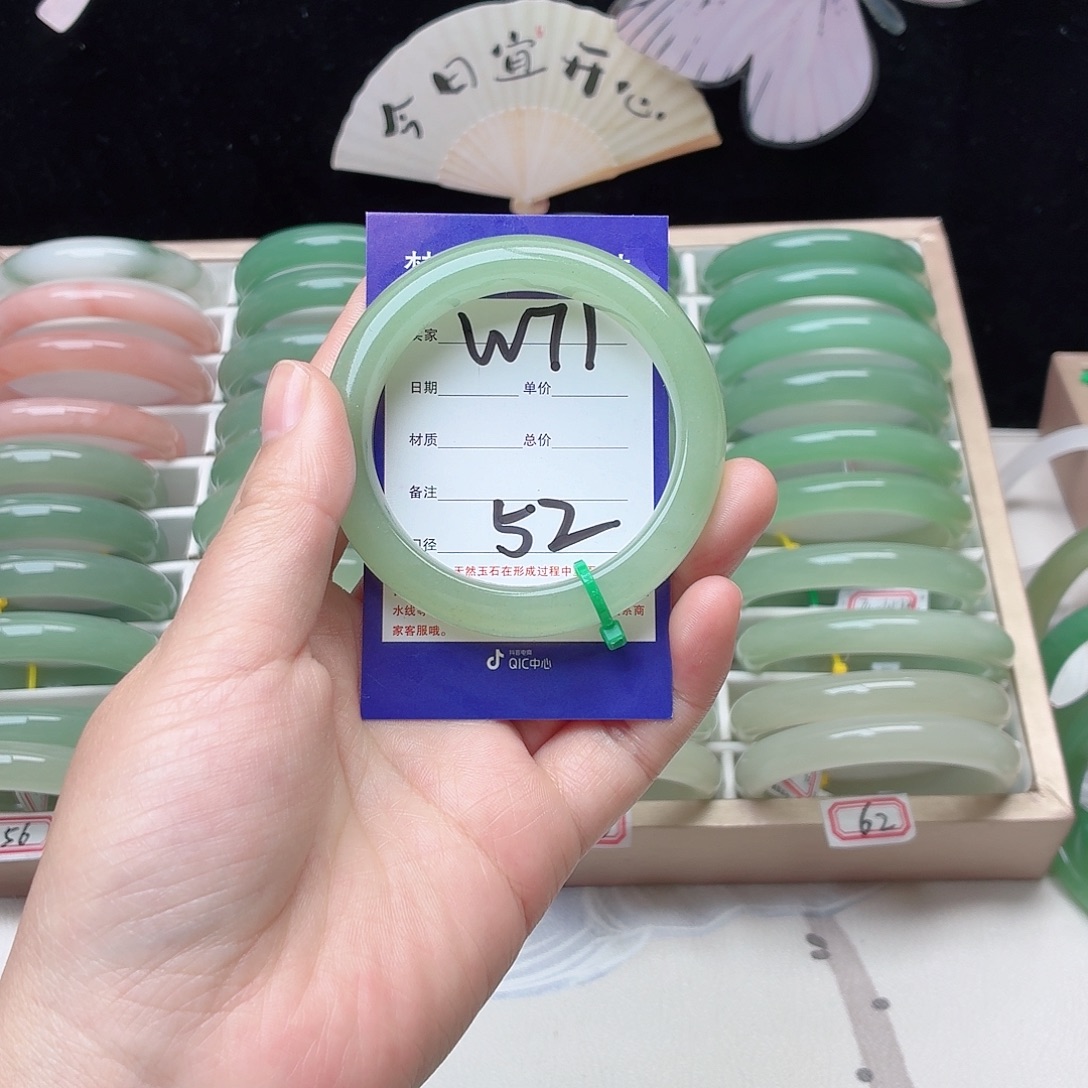 今日宜开心
梦
W71
家
日期 单价
材质 总价
备注
径 52
天然玉石在形成过程中
水线
商
家客服哦。
抖音电商
QIC中心
56
62